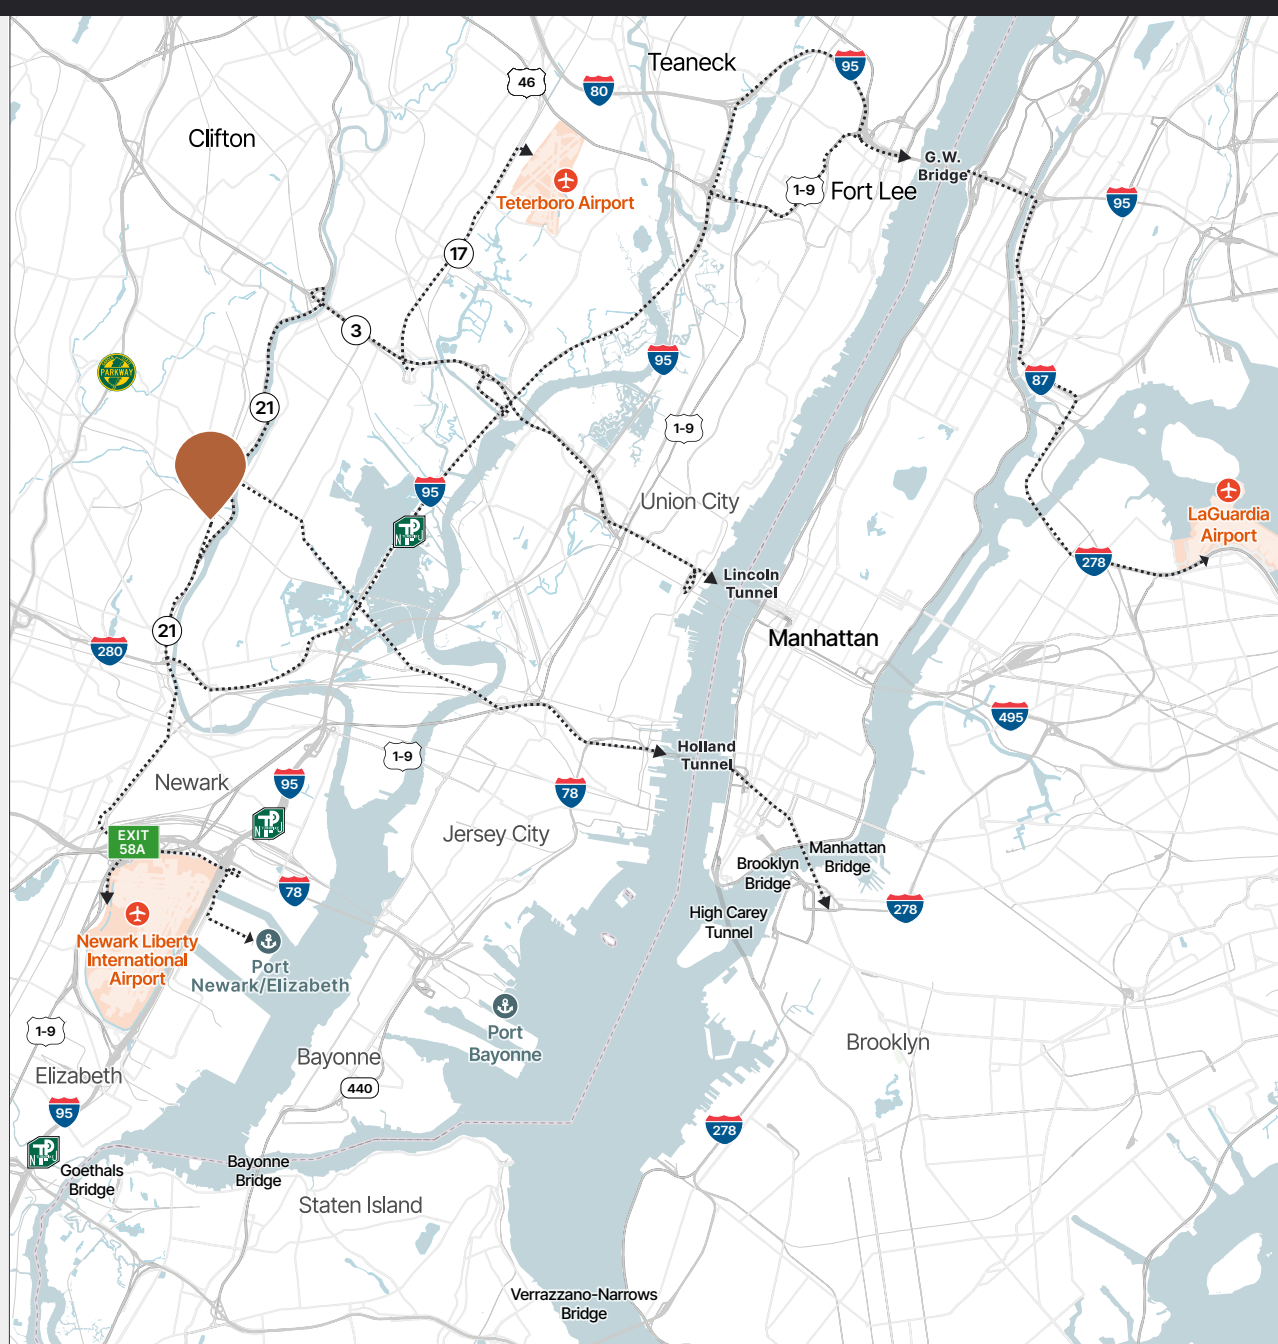 Teaneck
95
46
80
Clifton
G.W.
Bridge
1-9
Fort Lee
95
Teterboro Airport
17
3
95
PARKWAY
87
21
1-9
95
Union City
LaGuardia
Airport
278
Lincoln
Tunnel
21
Manhattan
280
495
Holland
Tunnel
1-9
Newark
95
78
EXIT
58A
Jersey City
Manhattan
Bridge
Brooklyn
Bridge
78
278
High Carey
Tunnel
Newark Liberty
International
Airport
Port
Newark/Elizabeth
1-9
Port
Bayonne
Brooklyn
Bayonne
Elizabeth
440
95
278
Goethals
Bridge
Bayonne
Bridge
Staten Island
Verrazzano-Narrows
Bridge